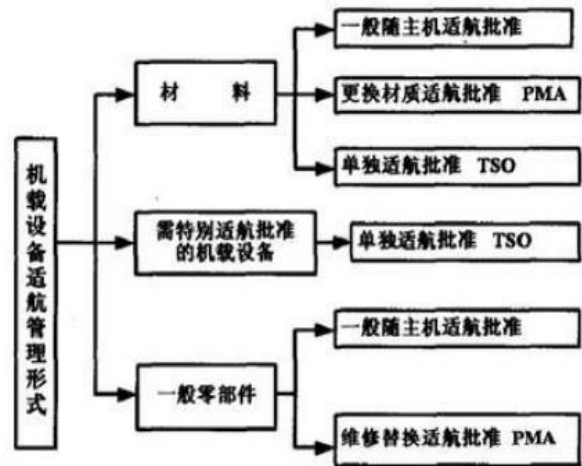 一般随主机适航批准
材 料
更换材质适航批准 PMA
单独适航批准 TSO
机载设备适航管理形式
需特别适航批准
的机载设备
单独适航批准 TSO
一般随主机适航批准
一般零部件
维修替换适航批准 PMA